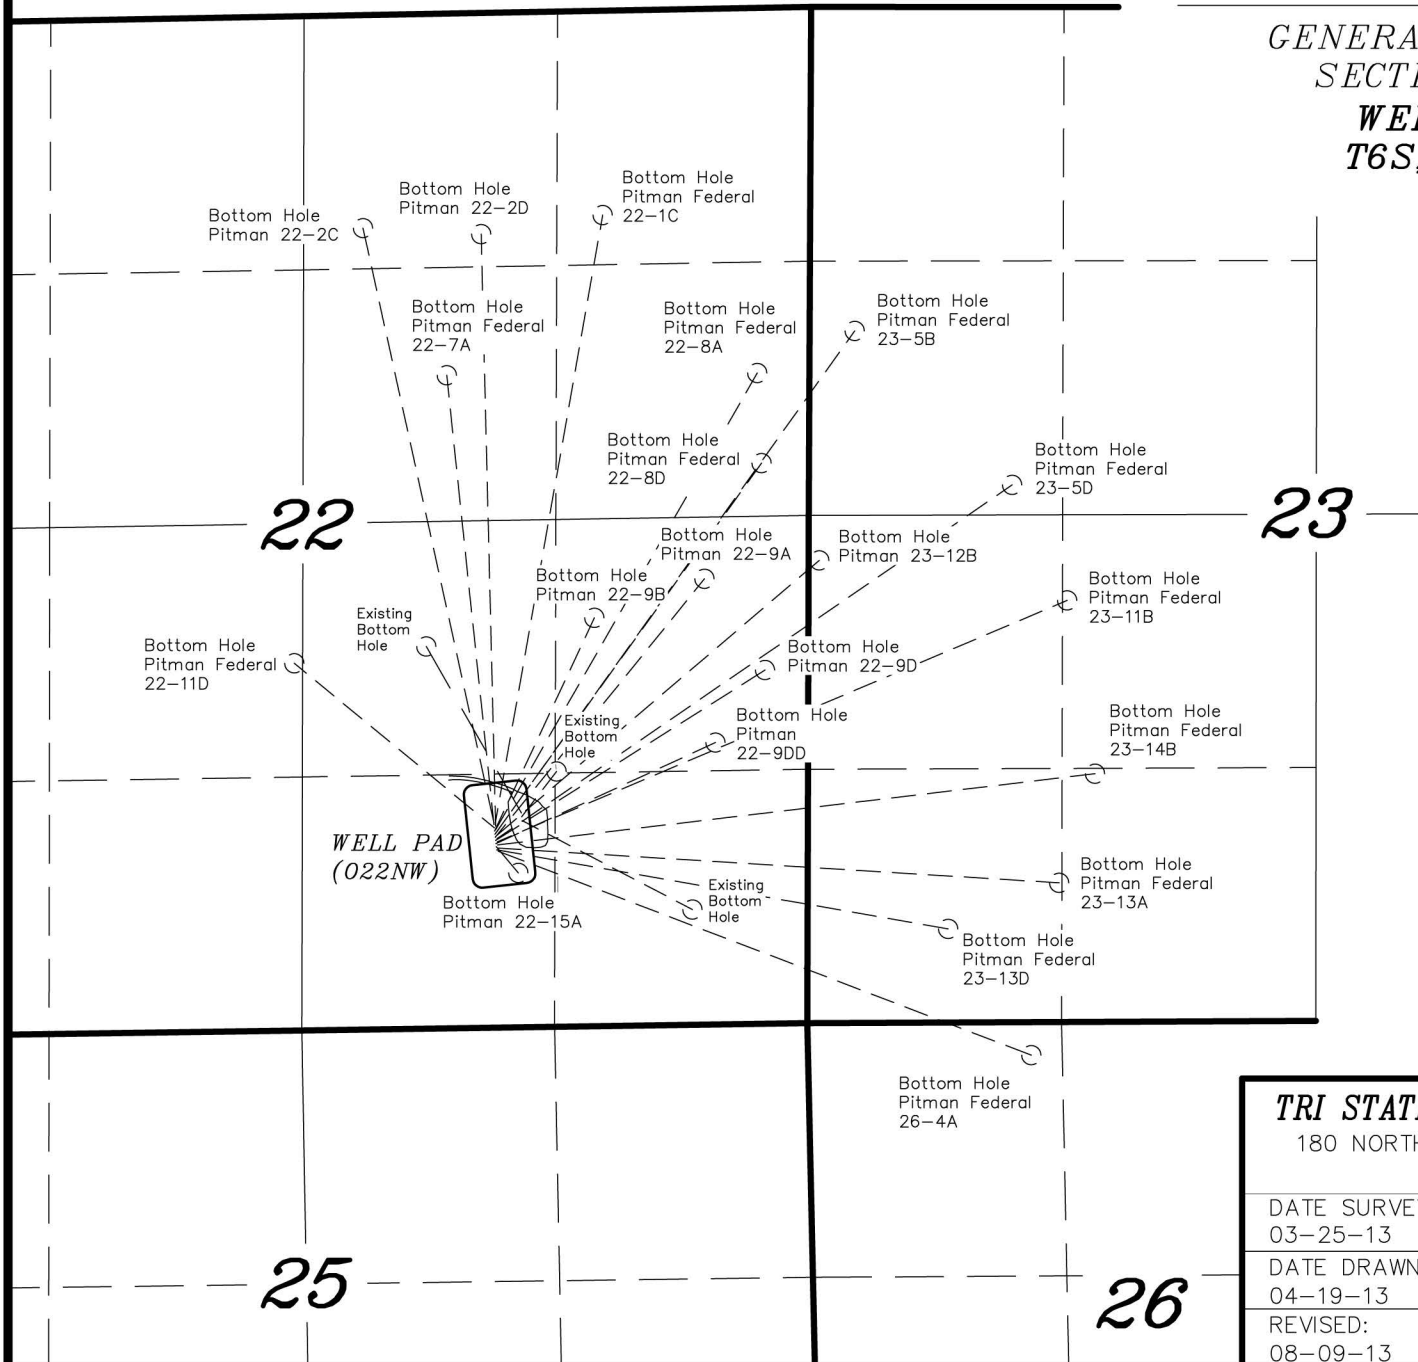 GENERA
SECTI
WEL
T6S,
Bottom Hole
Pitman 22-2C
Bottom Hole
Pitman 22-2D
Bottom Hole
Pitman Federal
22-1C
Bottom Hole
Pitman Federal
22-7A
Bottom Hole
Pitman Federal
22-8A
Bottom Hole
Pitman Federal
23-5B
Bottom Hole
Pitman Federal
22-8D
Bottom Hole
Pitman Federal
23-5D
22
23
Bottom Hole
Pitman 22-9A
Bottom Hole
Pitman 23-12B
Bottom Hole
Pitman 22-9B
Bottom Hole
Pitman Federal
23-11B
Existing
Bottom
Hole
Bottom Hole
Pitman Federal
22-11D
Bottom Hole
Pitman 22-9D
Existing
Bottom
Hole
Bottom Hole
Pitman
22-9DD
Bottom Hole
Pitman Federal
23-14B
WELL PAD
(O22NW)
Bottom Hole
Pitman 22-15A
Existing
Bottom
Hole
Bottom Hole
Pitman Federal
23-13A
Bottom Hole
Pitman Federal
23-13D
Bottom Hole
Pitman Federal
26-4A
25
26
TRI STAT
180 NORTH
DATE SURVEY
03-25-13
DATE DRAWN
04-19-13
REVISED:
08-09-13